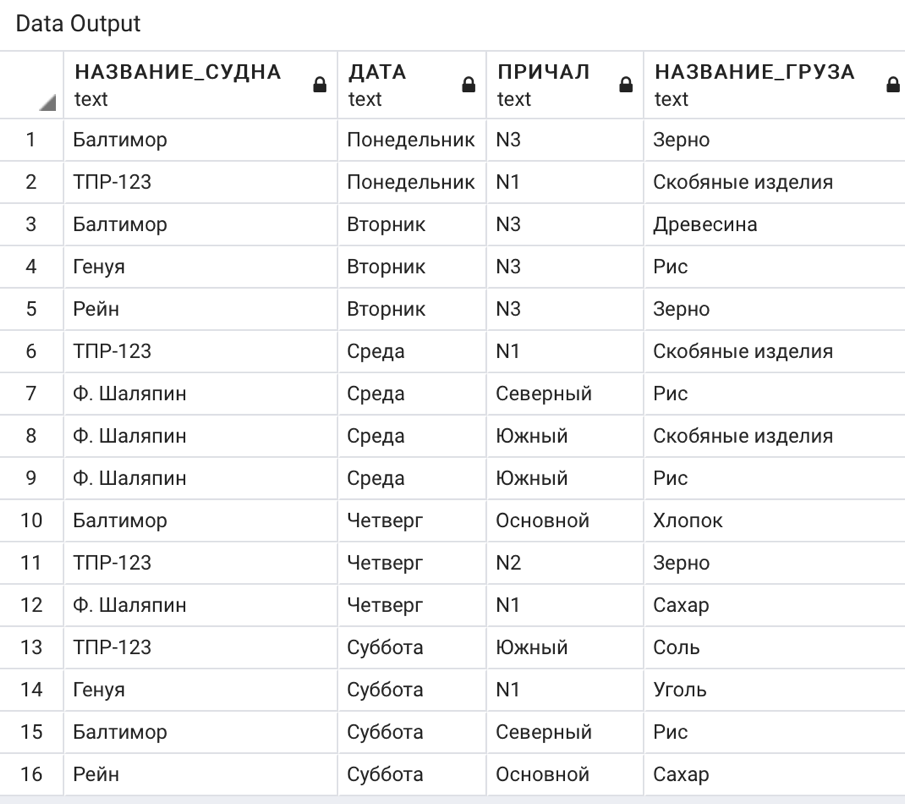 Data Output
НАЗВАНИЕ_СУДНА ДАТА ПРИЧАЛ НАЗВАНИЕ_ГРУЗА
text text text text
1 Балтимор Понедельник N3 Зерно
2 ТПР-123 Понедельник N1 Скобяные изделия
3 Балтимор Вторник N3 Древесина
4 Генуя Вторник N3 Рис
5 Рейн Вторник N3 Зерно
6 ТПР-123 Среда N1 Скобяные изделия
7 Ф. Шаляпин Среда Северный Рис
8 Ф. Шаляпин Среда Южный Скобяные изделия
9 Ф. Шаляпин Среда Южный Рис
10 Балтимор Четверг Основной Хлопок
11 ТПР-123 Четверг N2 Зерно
12 Ф. Шаляпин Четверг N1 Сахар
13 ТПР-123 Суббота Южный Соль
14 Генуя Суббота N1 Уголь
15 Балтимор Суббота Северный Рис
16 Рейн Суббота Основной Сахар